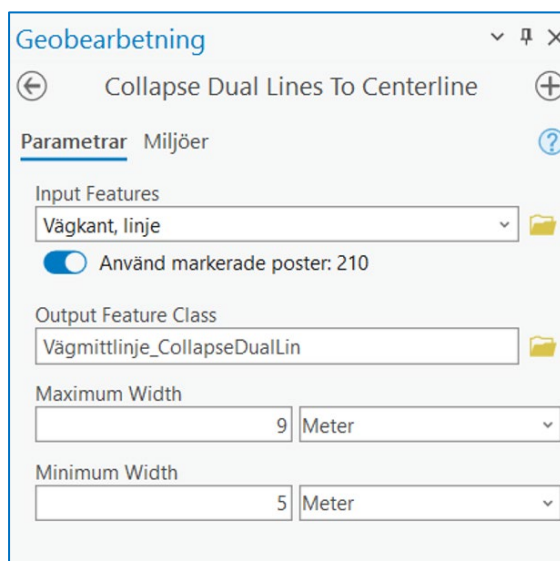 Geobearbetning
Collapse Dual Lines To Centerline
Parametrar Miljöer
Input Features
Vägkant, linje
Använd markerade poster: 210
Output Feature Class
Vägmittlinje_CollapseDualLin
Maximum Width
9 Meter
Minimum Width
5 Meter